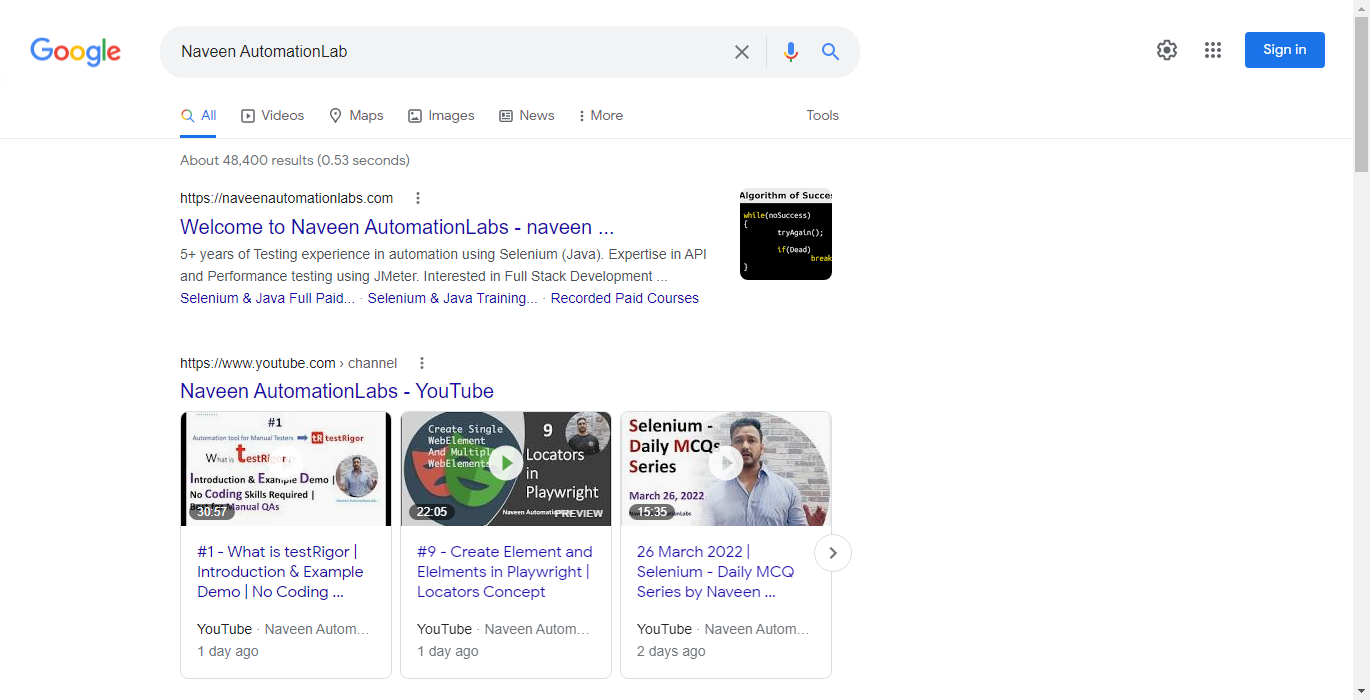 Google
Naveen AutomationLab
Sign in
All
Videos
Maps
Images
News
More
Tools
About 48,400 results (0.53 seconds)
https://naveenautomationlabs.com
Welcome to Naveen AutomationLabs - naveen ...
5+ years of Testing experience in automation using Selenium (Java). Expertise in API
and Performance testing using JMeter. Interested in Full Stack Development ...
Selenium & Java Full Paid... · Selenium & Java Training... · Recorded Paid Courses
Algorithm of Succes
while(noSuccess)
{
tryAgain();
if(Dead)
break
}
https://www.youtube.com › channel
Naveen AutomationLabs - YouTube
#1
Automation tool for Manual Testers
tR testRigor
What is testRigor
Introduction & Example Demo |
No Coding Skills Required |
Best for Manual QAs
30:57
#1 - What is testRigor |
Introduction & Example
Demo | No Coding ...
YouTube · Naveen Autom...
1 day ago
Create Single
WebElement
And Multiple
WebElements
9
Locators
in
Playwright
Naveen Automation
PREVIEW
22:05
#9 - Create Element and
Elelments in Playwright |
Locators Concept
YouTube · Naveen Autom...
1 day ago
Selenium -
Daily MCQs
Series
March 26, 2022
15:35
26 March 2022 |
Selenium - Daily MCQ
Series by Naveen ...
YouTube · Naveen Autom...
2 days ago